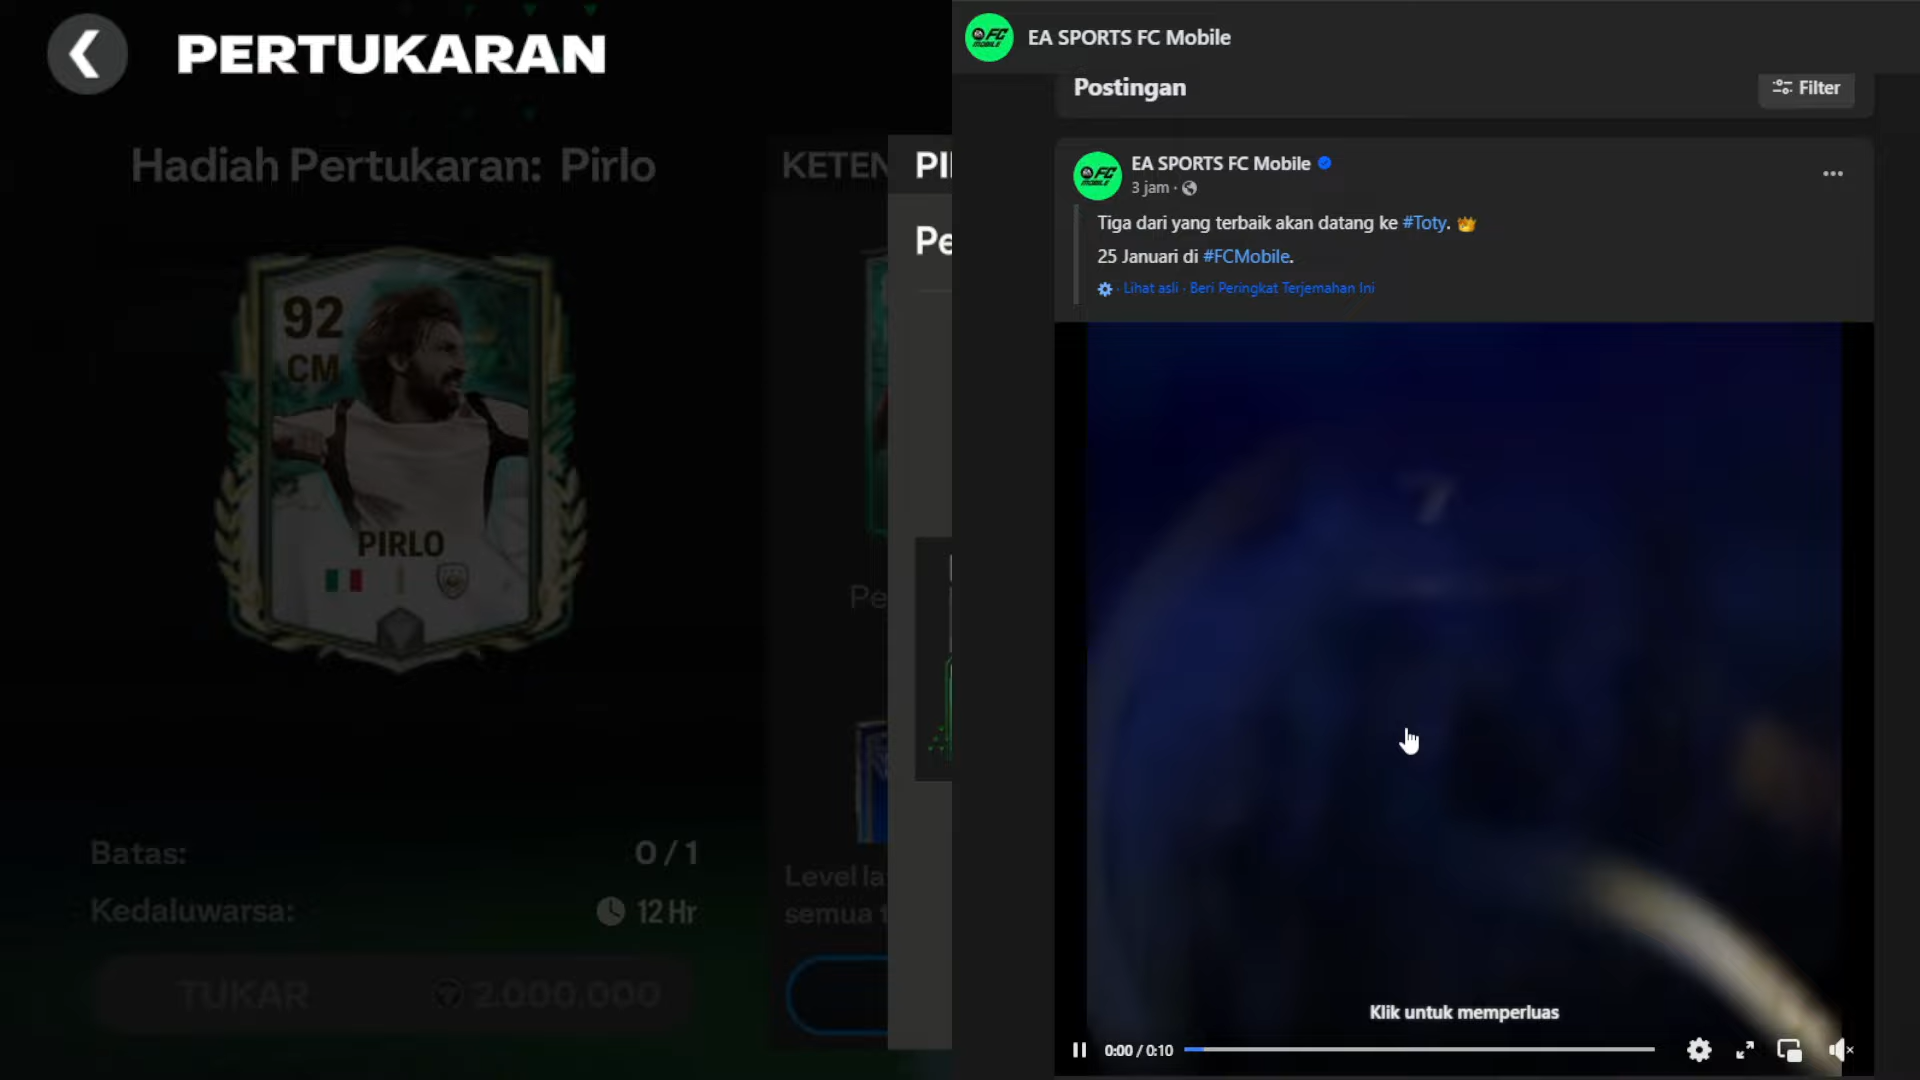 PERTUKARAN
Hadiah Pertukaran: Pirlo
92
CM
PIRLO
Batas:
0 / 1
Kedaluwarsa:
12 Hr
TUKAR
2.000.000
KETEN
PI
Pe
Pe
Level la
semua t
EA SPORTS FC Mobile
Postingan
Filter
EA SPORTS FC Mobile
3 jam ·
Tiga dari yang terbaik akan datang ke #Toty. 👑
25 Januari di #FCMobile.
· Lihat asli · Beri Peringkat Terjemahan Ini
7
Klik untuk memperluas
0:00 / 0:10